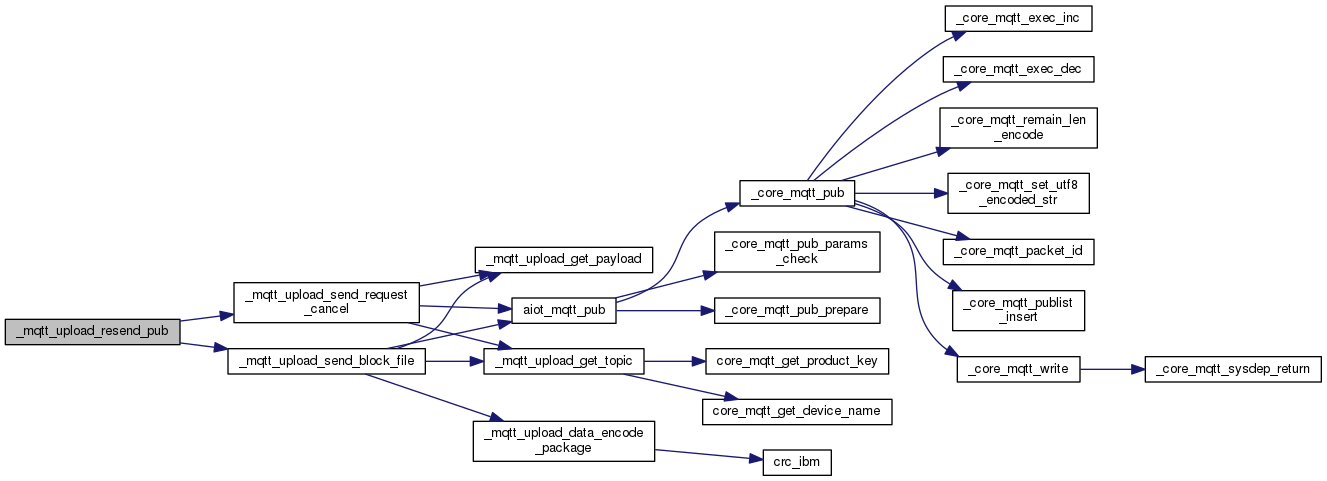 _core_mqtt_exec_inc
_core_mqtt_exec_dec
_core_mqtt_remain_len
_encode
_core_mqtt_pub
_core_mqtt_set_utf8
_encoded_str
_core_mqtt_pub_params
_check
_core_mqtt_packet_id
_mqtt_upload_get_payload
_mqtt_upload_send_request
_cancel
aiot_mqtt_pub
_core_mqtt_pub_prepare
_core_mqtt_publist
_insert
_mqtt_upload_resend_pub
_mqtt_upload_send_block_file
_mqtt_upload_get_topic
core_mqtt_get_product_key
_core_mqtt_write
_core_mqtt_sysdep_return
core_mqtt_get_device_name
_mqtt_upload_data_encode
_package
crc_ibm